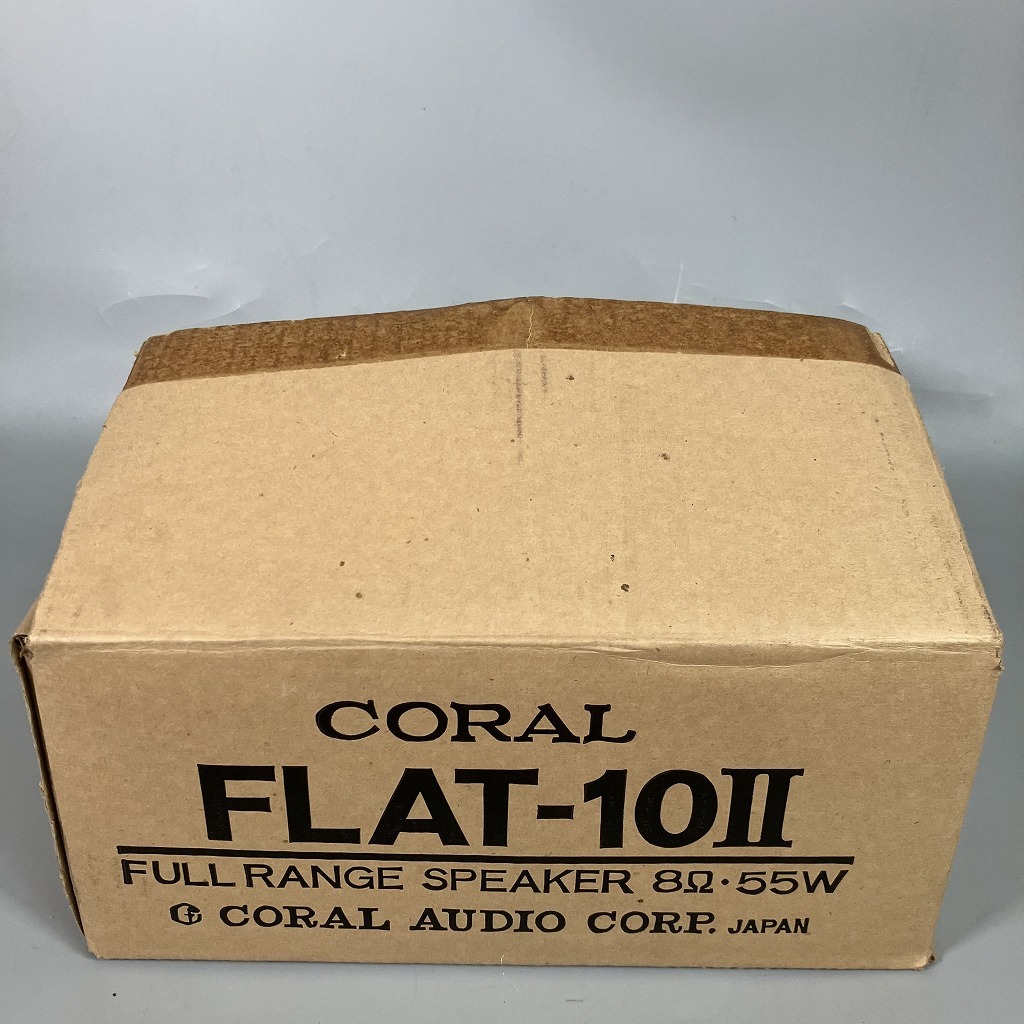 CORAL
FLAT-10II
FULL RANGE SPEAKER 8Ω·55W
CORAL AUDIO CORP. JAPAN